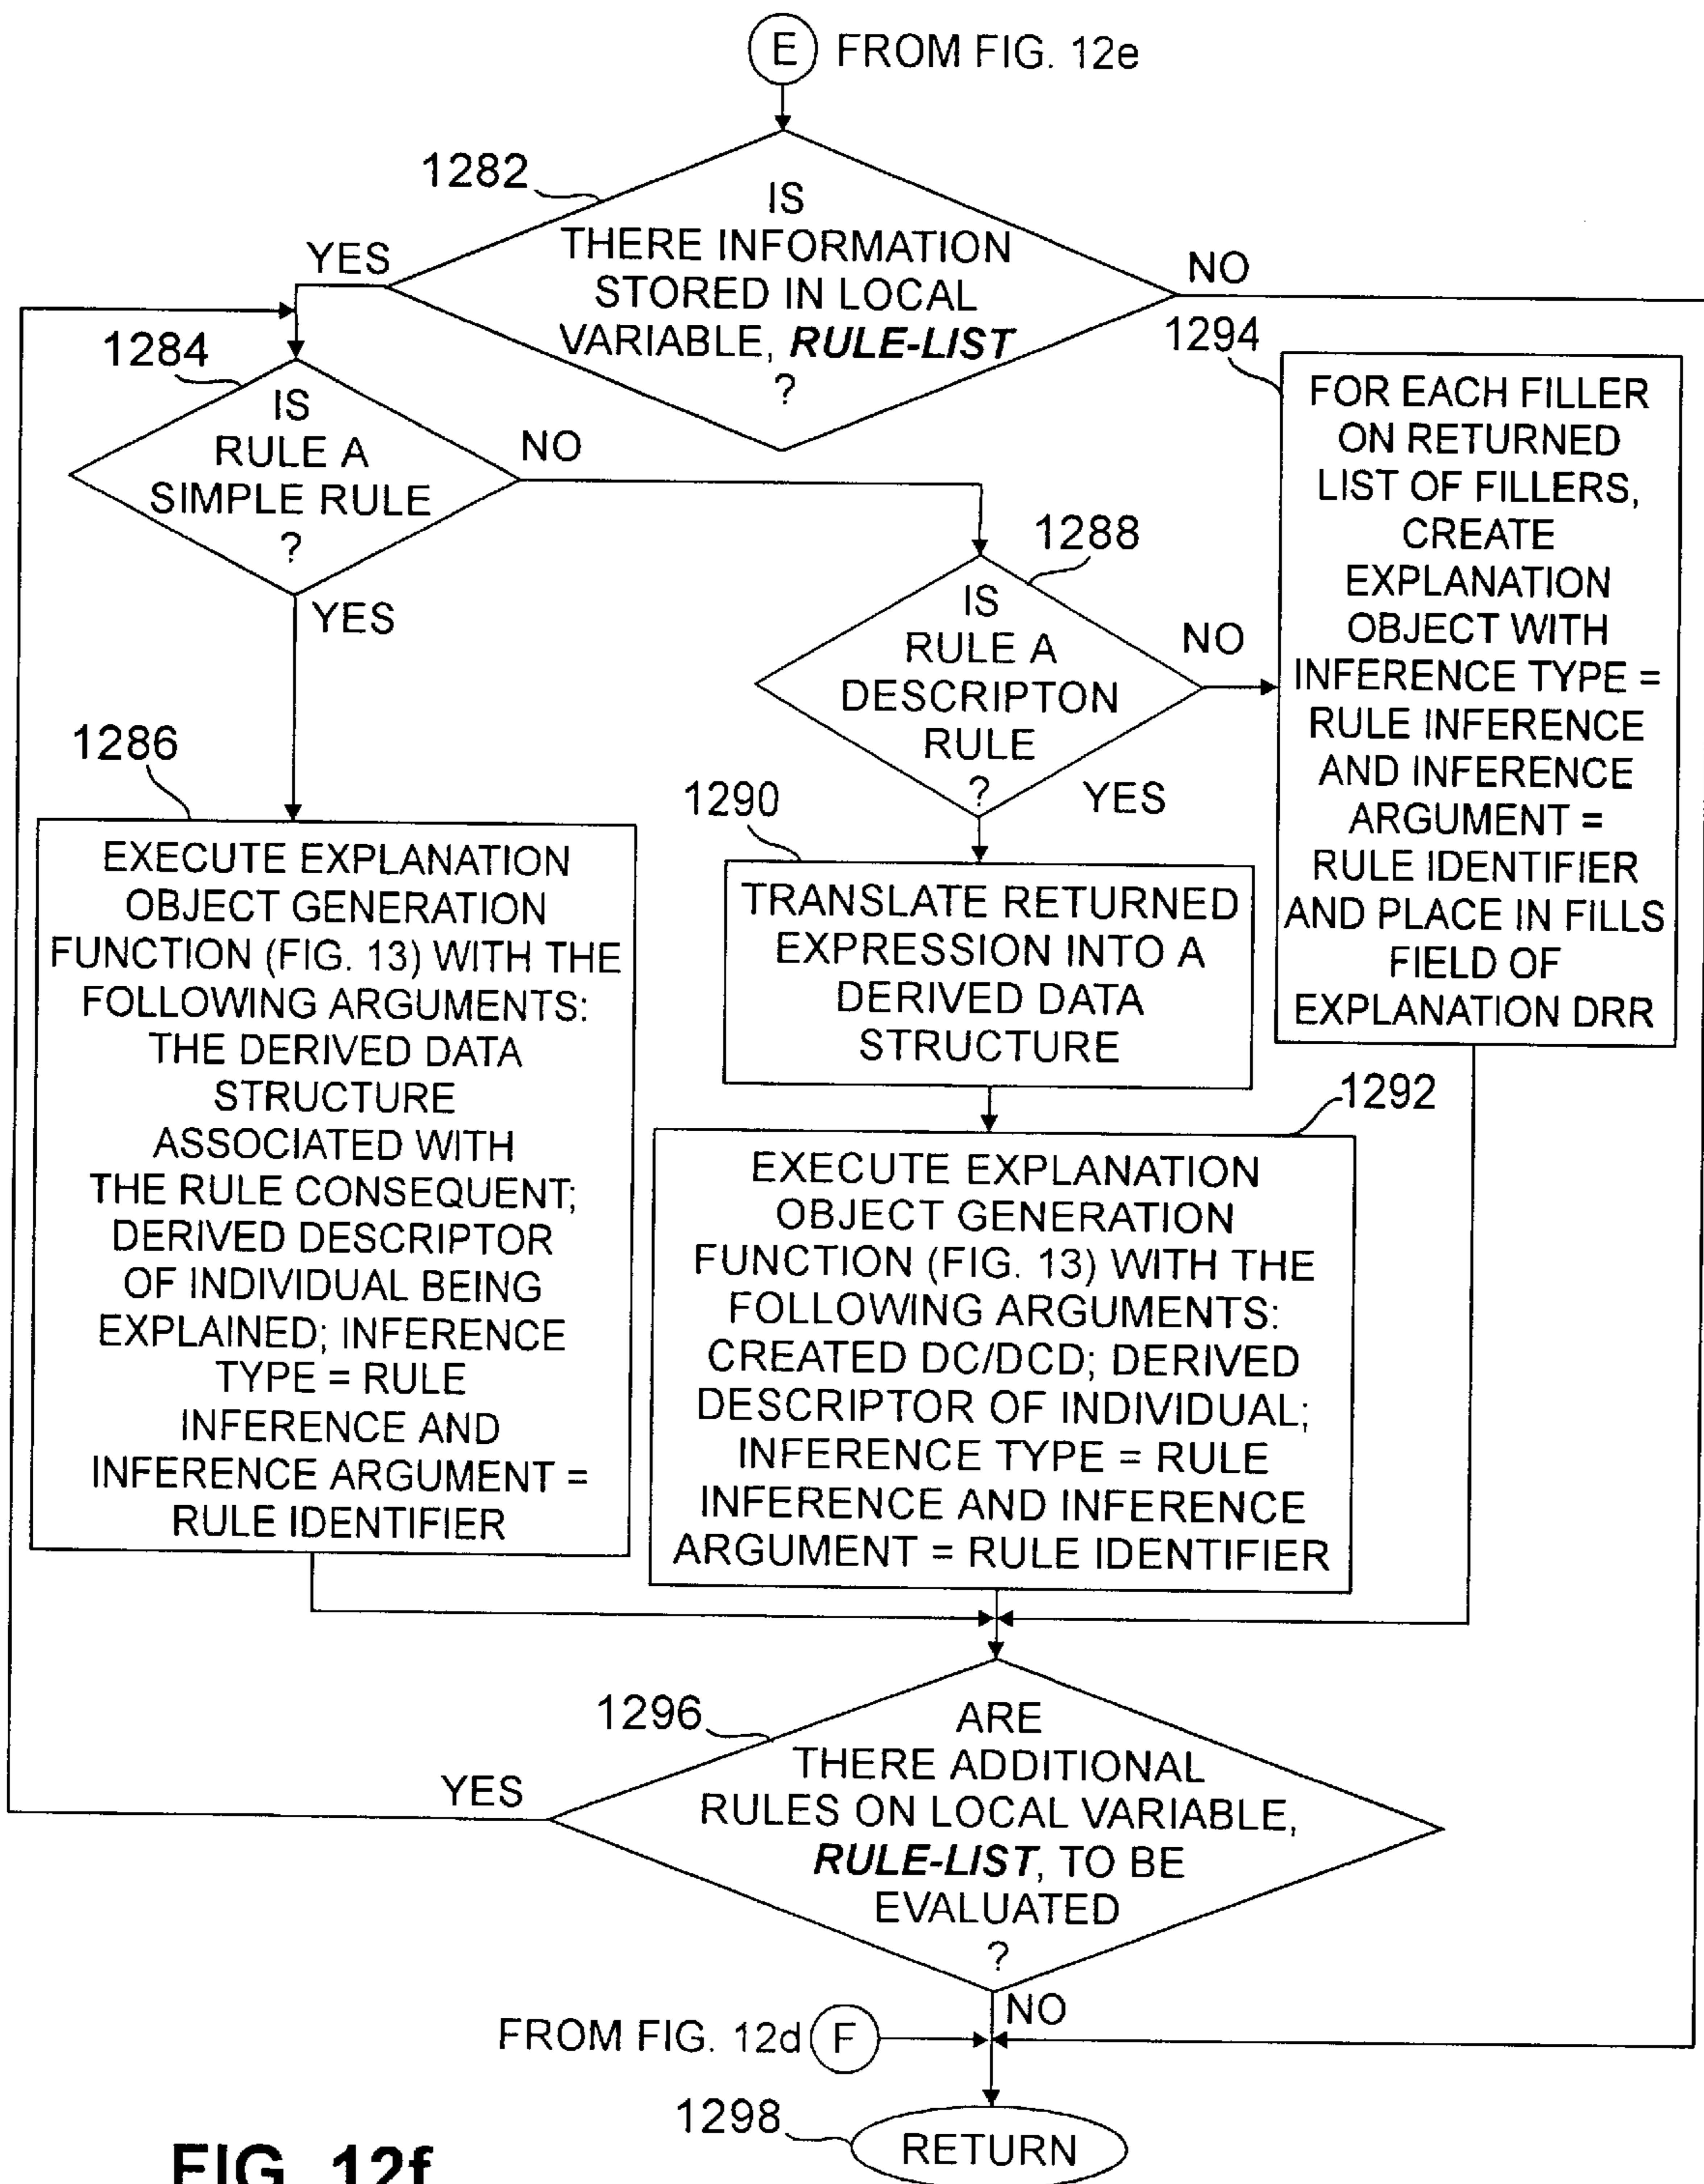 E FROM FIG. 12e
1282
IS
THERE INFORMATION
STORED IN LOCAL
VARIABLE, RULE-LIST
?
YES
NO
1284
IS
RULE A
SIMPLE RULE
?
NO
YES
1288
IS
RULE A
DESCRIPTON
RULE
?
NO
YES
1294
FOR EACH FILLER
ON RETURNED
LIST OF FILLERS,
CREATE
EXPLANATION
OBJECT WITH
INFERENCE TYPE =
RULE INFERENCE
AND INFERENCE
ARGUMENT =
RULE IDENTIFIER
AND PLACE IN FILLS
FIELD OF
EXPLANATION DRR
1286
EXECUTE EXPLANATION
OBJECT GENERATION
FUNCTION (FIG. 13) WITH THE
FOLLOWING ARGUMENTS:
THE DERIVED DATA
STRUCTURE
ASSOCIATED WITH
THE RULE CONSEQUENT;
DERIVED DESCRIPTOR
OF INDIVIDUAL BEING
EXPLAINED; INFERENCE
TYPE = RULE
INFERENCE AND
INFERENCE ARGUMENT =
RULE IDENTIFIER
1290
TRANSLATE RETURNED
EXPRESSION INTO A
DERIVED DATA
STRUCTURE
1292
EXECUTE EXPLANATION
OBJECT GENERATION
FUNCTION (FIG. 13) WITH THE
FOLLOWING ARGUMENTS:
CREATED DC/DCD; DERIVED
DESCRIPTOR OF INDIVIDUAL;
INFERENCE TYPE = RULE
INFERENCE AND INFERENCE
ARGUMENT = RULE IDENTIFIER
1296
ARE
THERE ADDITIONAL
RULES ON LOCAL VARIABLE,
RULE-LIST, TO BE
EVALUATED
?
YES
NO
FROM FIG. 12d F
1298
RETURN
FIG. 12f